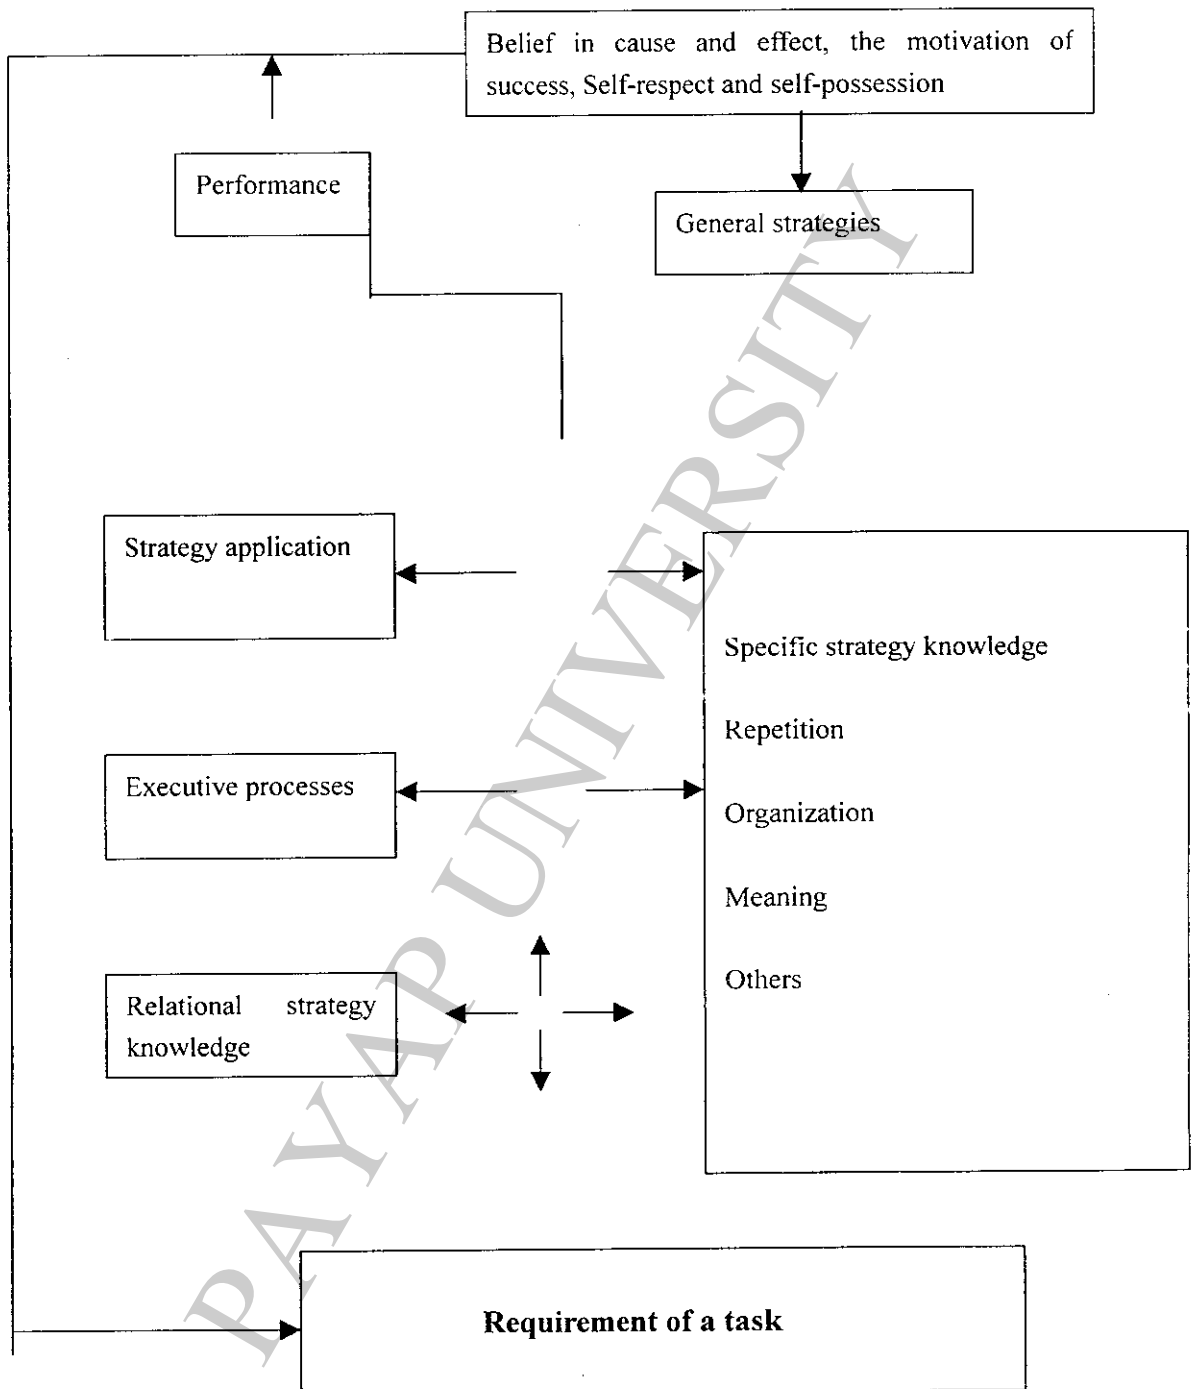 Belief in cause and effect, the motivation of
success, Self-respect and self-possession
Performance
General strategies
Strategy application
Specific strategy knowledge
Repetition
Executive processes
Organization
Meaning
Others
Relational strategy
knowledge
Requirement of a task
PAYAP UNIVERSITY